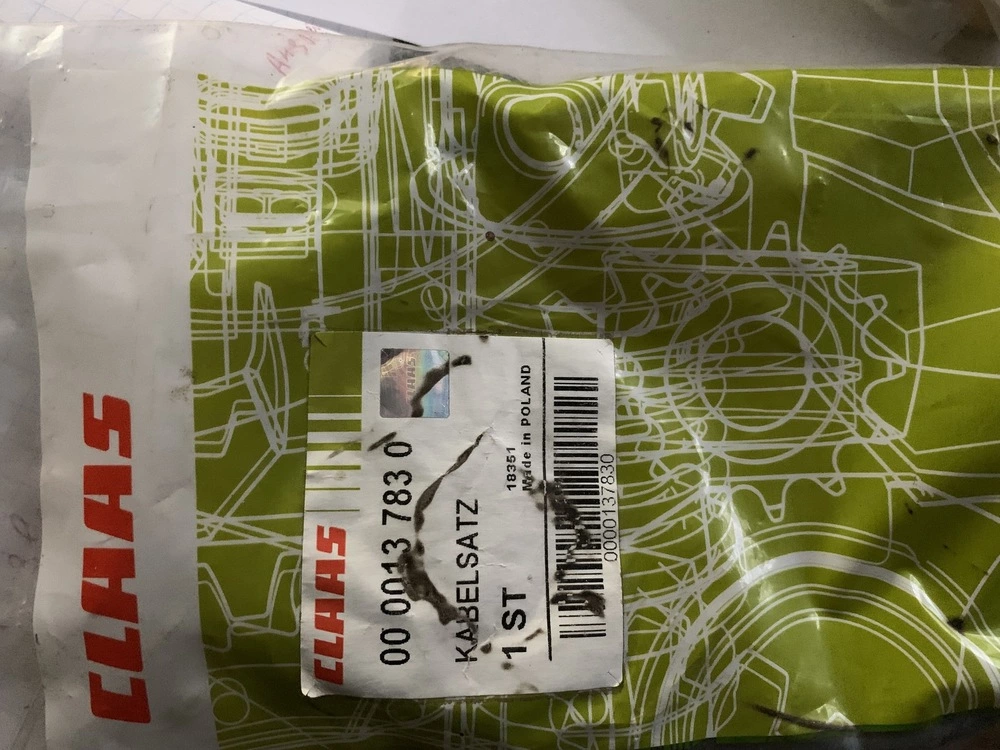 CLAAS
CLAAS
00 0013 783 0
KABELSATZ
1 ST
18351
Made in POLAND
0000137830